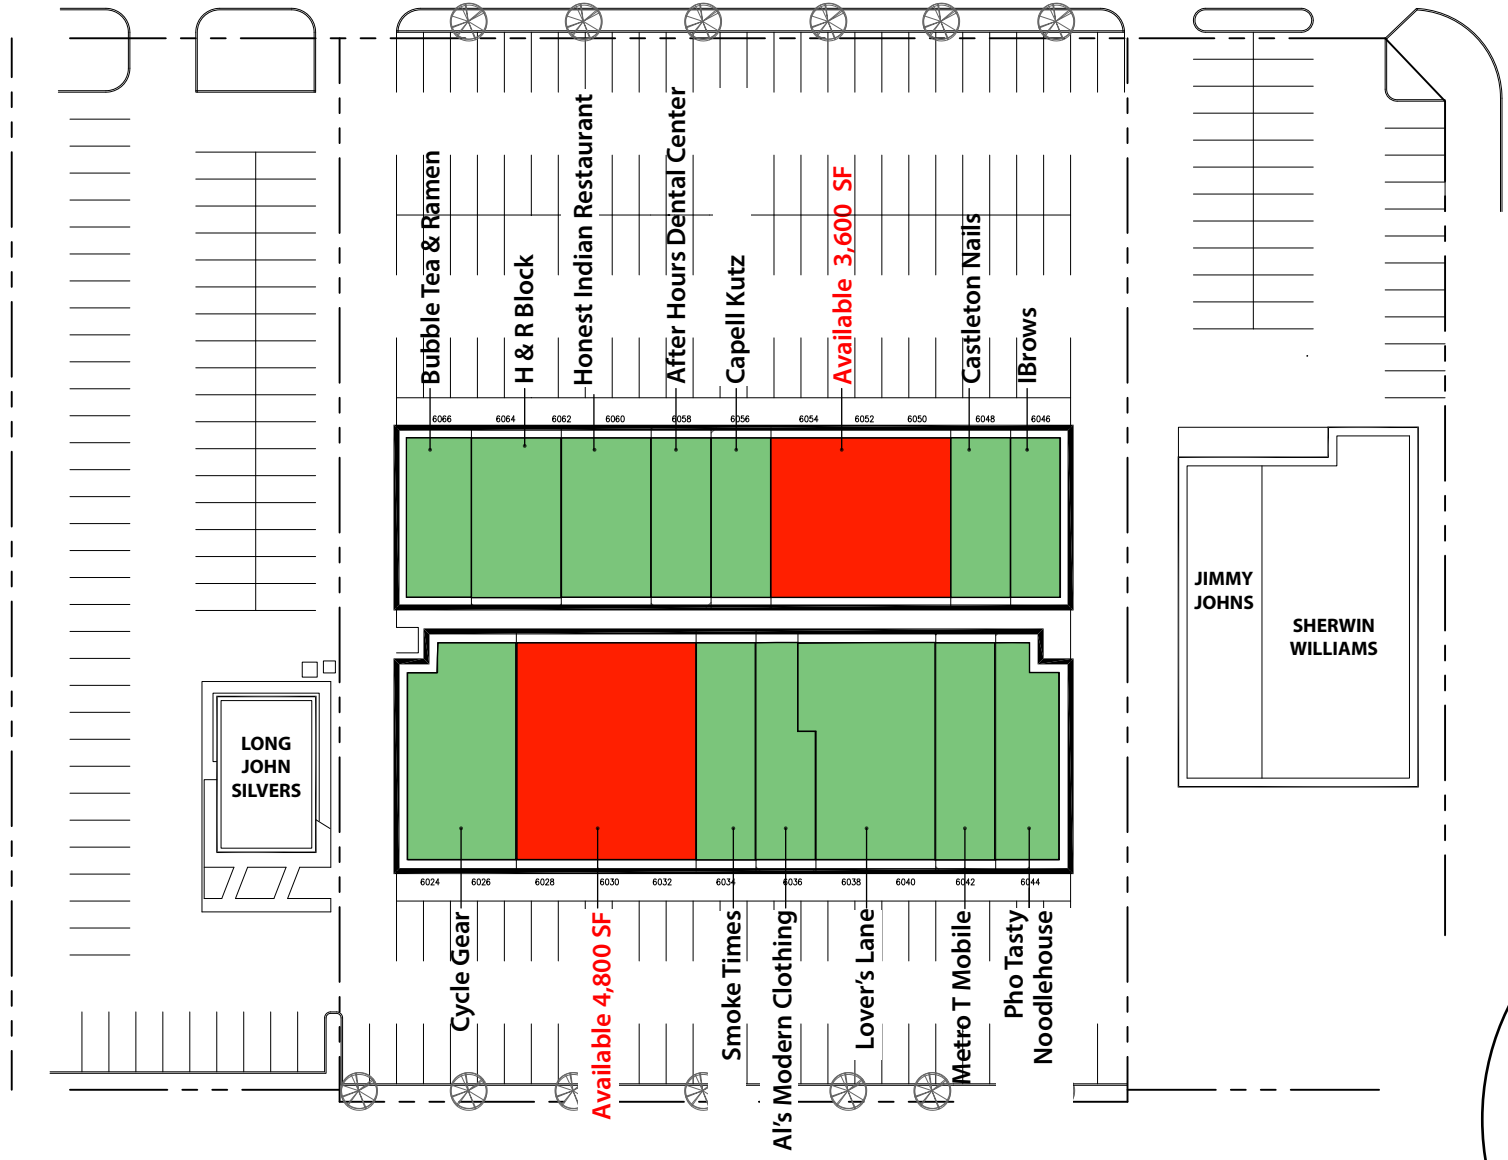 Bubble Tea & Ramen
H & R Block
Honest Indian Restaurant
After Hours Dental Center
Capell Kutz
Available 3,600 SF
Castleton Nails
IBrows
6066 6064 6062 6060 6058 6056 6054 6052 6050 6048 6046
JIMMY
JOHNS
SHERWIN
WILLIAMS
LONG
JOHN
SILVERS
6024 6026 6028 6030 6032 6034 6036 6038 6040 6042 6044
Cycle Gear
Available 4,800 SF
Smoke Times
Al's Modern Clothing
Lover's Lane
Metro T Mobile
Pho Tasty
Noodlehouse